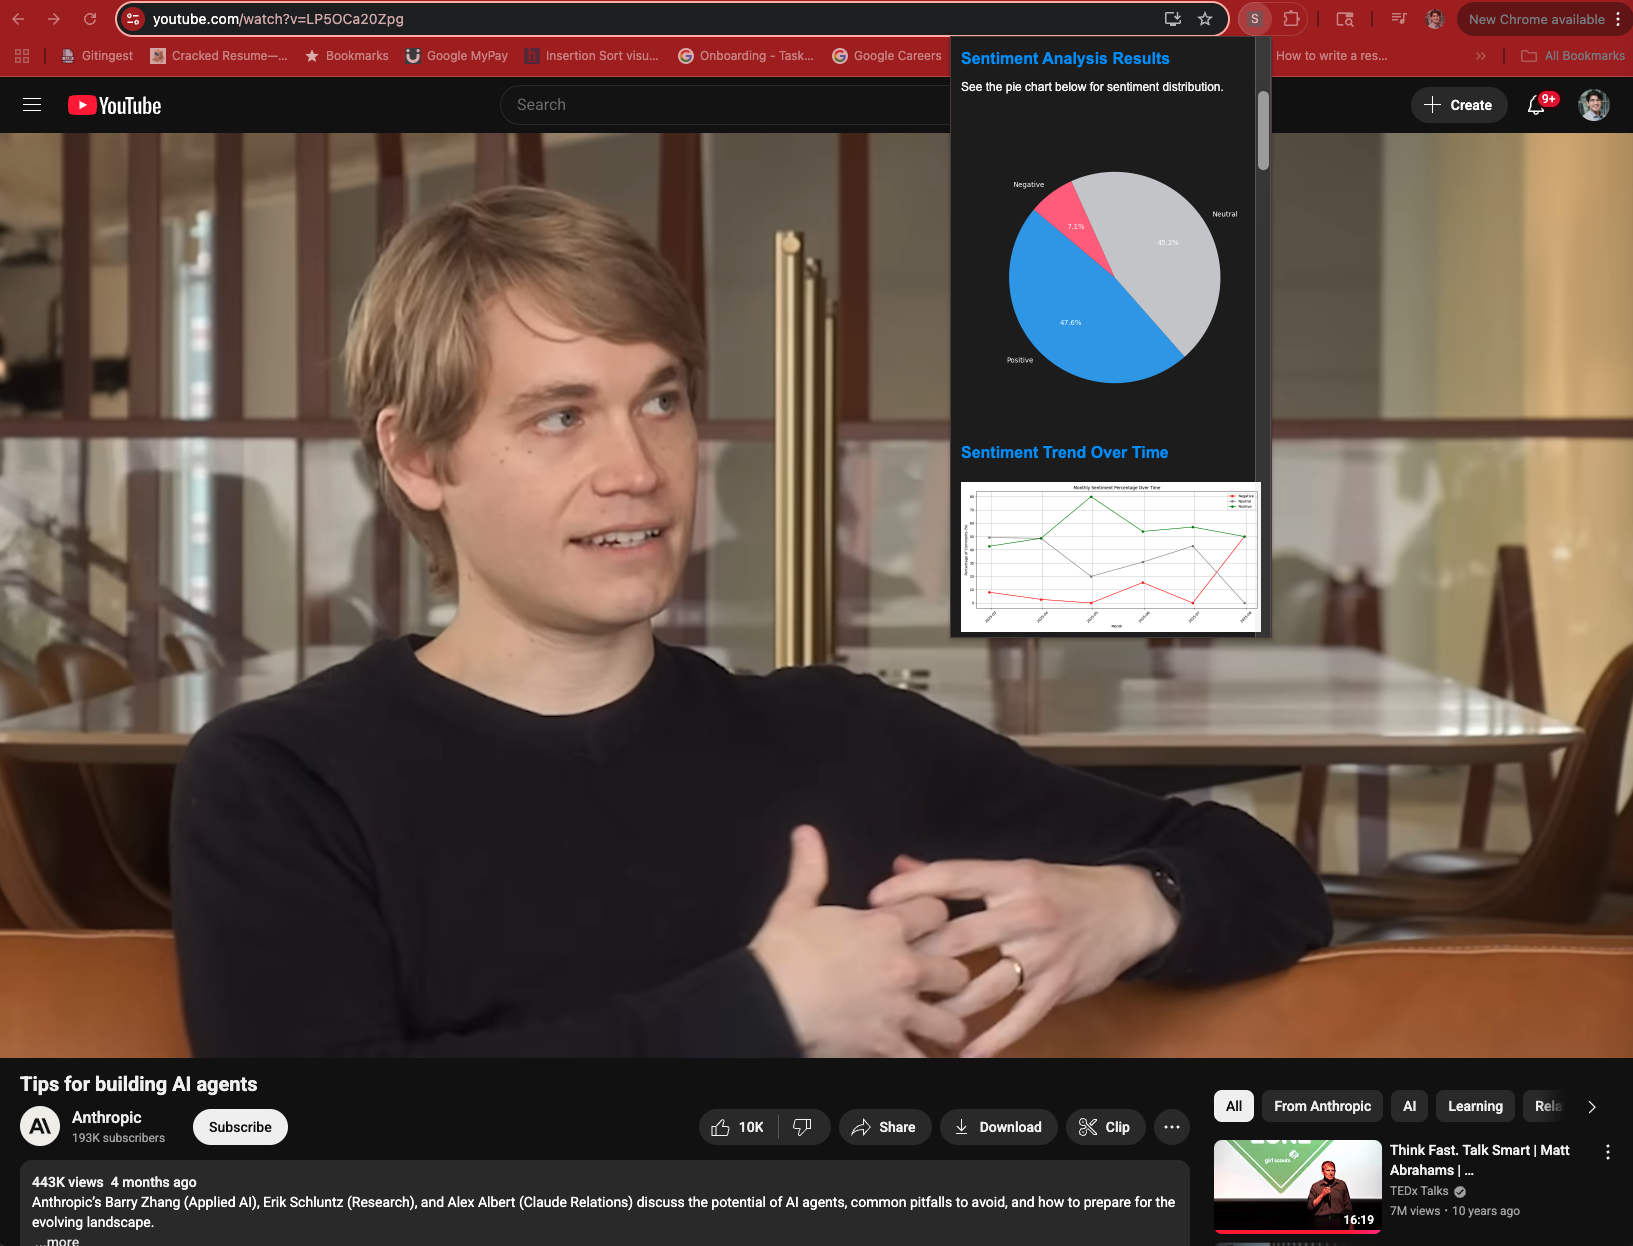 youtube.com/watch?v=LP5OCa20Zpg
S
New Chrome available
Gitingest
Cracked Resume—...
Bookmarks
Google MyPay
Insertion Sort visu...
Onboarding - Task...
Google Careers
How to write a res...
All Bookmarks
YouTube
Search
Create
9+
Sentiment Analysis Results
See the pie chart below for sentiment distribution.
Negative
Neutral
7.1%
45.2%
47.6%
Positive
Sentiment Trend Over Time
Monthly Sentiment Percentage Over Time
Negative
Neutral
Positive
Month
Tips for building AI agents
Anthropic
193K subscribers
Subscribe
10K
Share
Download
Clip
443K views 4 months ago
Anthropic's Barry Zhang (Applied AI), Erik Schluntz (Research), and Alex Albert (Claude Relations) discuss the potential of AI agents, common pitfalls to avoid, and how to prepare for the
evolving landscape.
...more
All
From Anthropic
AI
Learning
Rela
girl scouts
16:19
Think Fast. Talk Smart | Matt
Abrahams | ...
TEDx Talks
7M views • 10 years ago